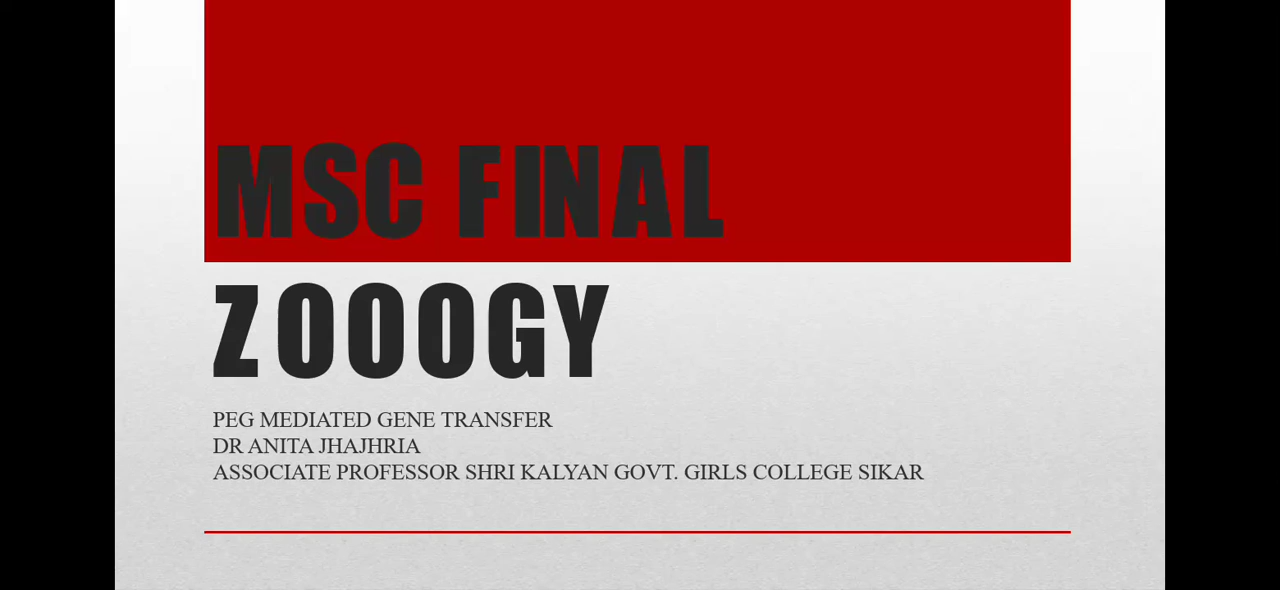 MSC FINAL
ZOOOGY
PEG MEDIATED GENE TRANSFER
DR ANITA JHAJHRIA
ASSOCIATE PROFESSOR SHRI KALYAN GOVT. GIRLS COLLEGE SIKAR